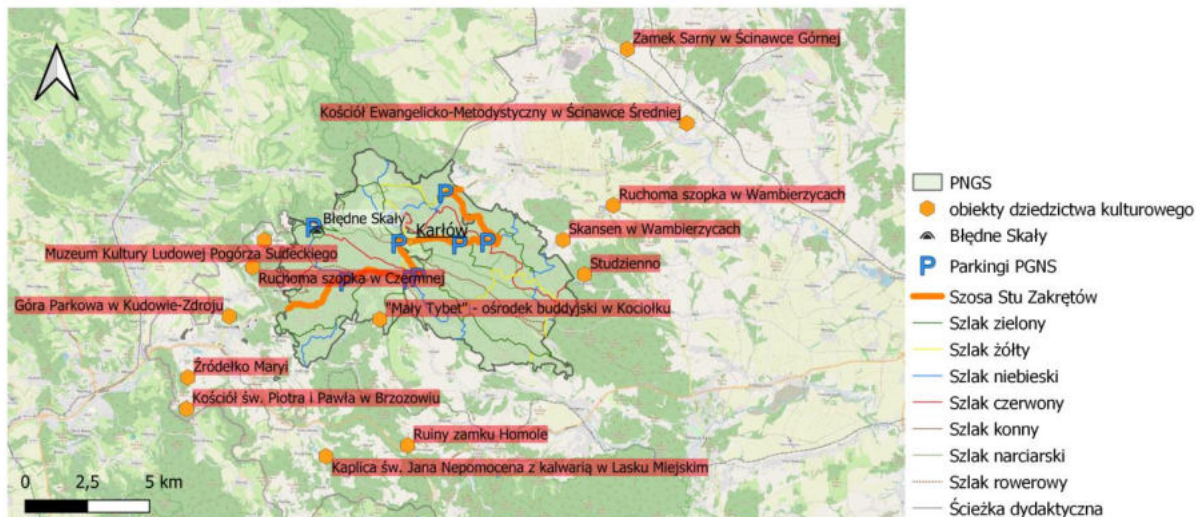 Zamek Sarny w Ścinawce Górnej
Kościół Ewangelicko-Metodystyczny w Ścinawce Średniej
Ruchoma szopka w Wambierzycach
Błędne Skały
Karłów
Skansen w Wambierzycach
Muzeum Kultury Ludowej Pogórza Sudeckiego
Studzienno
Ruchoma szopka w Czermnej
Góra Parkowa w Kudowie-Zdroju
"Mały Tybet" - ośrodek buddyjski w Kociołku
Źródełko Maryi
Kościół św. Piotra i Pawła w Brzozowiu
Ruiny zamku Homole
Kaplica św. Jana Nepomocena z kalwarią w Lasku Miejskim
0 2,5 5 km
PNGS
obiekty dziedzictwa kulturowego
Błędne Skały
P Parkingi PGNS
Szosa Stu Zakrętów
Szlak zielony
Szlak żółty
Szlak niebieski
Szlak czerwony
Szlak konny
Szlak narciarski
Szlak rowerowy
Ścieżka dydaktyczna